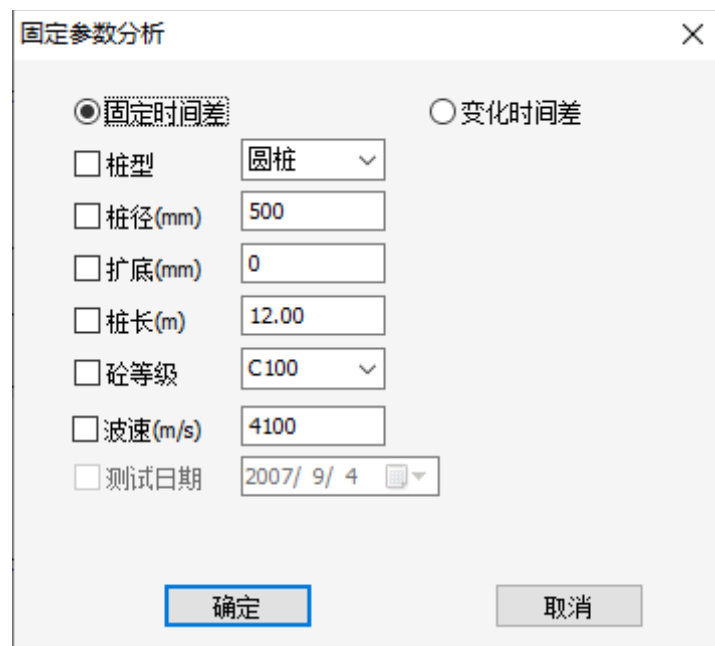 固定参数分析
固定时间差 变化时间差
桩型 圆桩
桩径(mm) 500
扩底(mm) 0
桩长(m) 12.00
砼等级 C100
波速(m/s) 4100
测试日期 2007/ 9/ 4
确定 取消